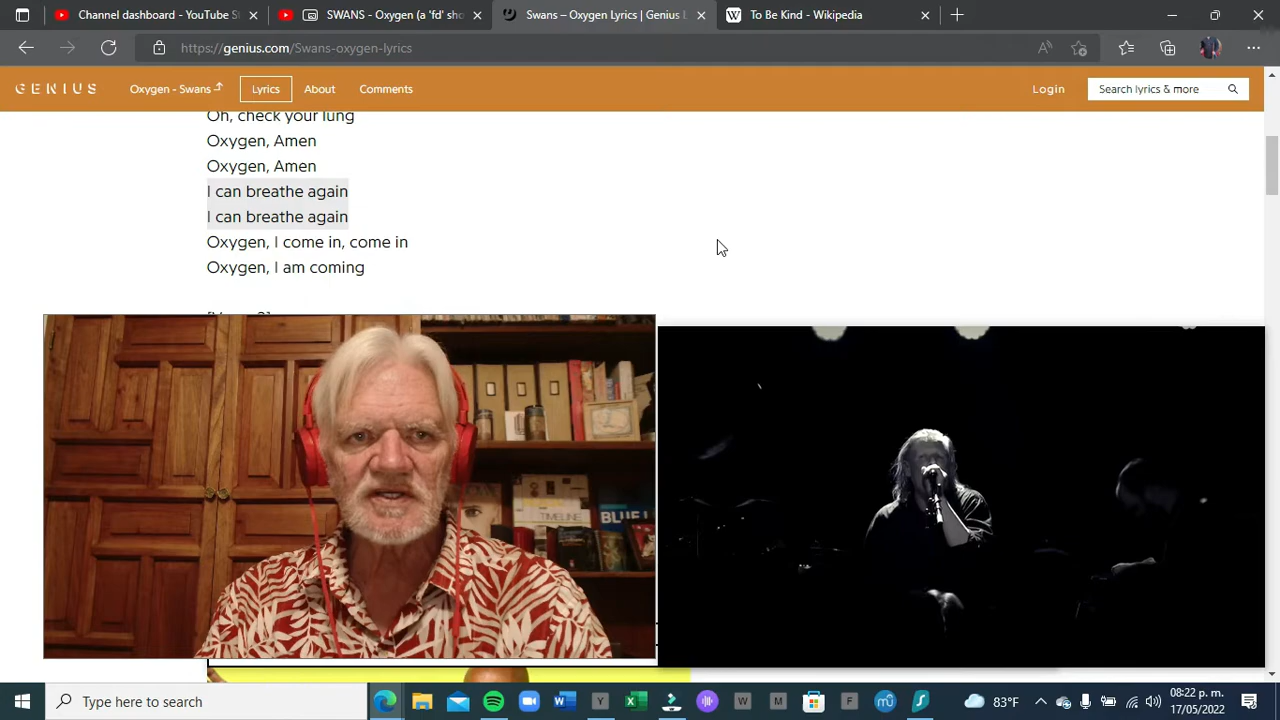 Channel dashboard - YouTube St
SWANS - Oxygen (a 'fd' sho
Swans – Oxygen Lyrics | Genius L
To Be Kind - Wikipedia
https://genius.com/Swans-oxygen-lyrics
GENIUS
Oxygen - Swans
Lyrics
About
Comments
Login
Search lyrics & more
Oh, check your lung
Oxygen, Amen
Oxygen, Amen
I can breathe again
I can breathe again
Oxygen, I come in, come in
Oxygen, I am coming
TIMELINE
BLUE
Type here to search
83°F
08:22 p. m.
17/05/2022